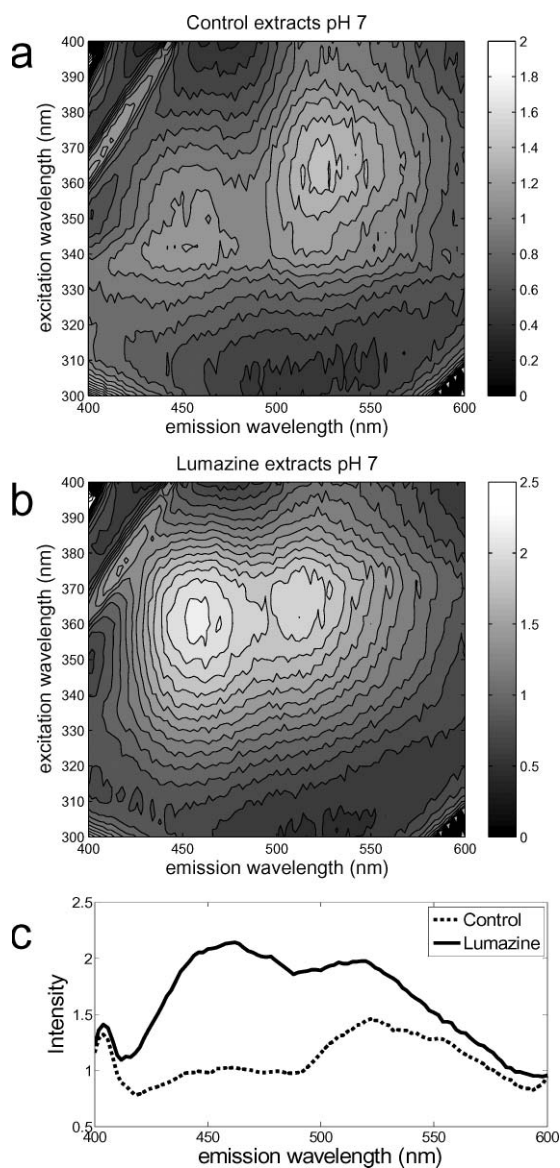 Control extracts pH 7
a
excitation wavelength (nm)
400
390
380
370
360
350
340
330
320
310
300
400 450 500 550 600
emission wavelength (nm)
2
1.8
1.6
1.4
1.2
1
0.8
0.6
0.4
0.2
0
Lumazine extracts pH 7
b
excitation wavelength (nm)
400
390
380
370
360
350
340
330
320
310
300
400 450 500 550 600
emission wavelength (nm)
2.5
2
1.5
1
0.5
0
c
Intensity
2.5
2
1.5
1
0.5
Control
Lumazine
400 450 500 550 600
emission wavelength (nm)